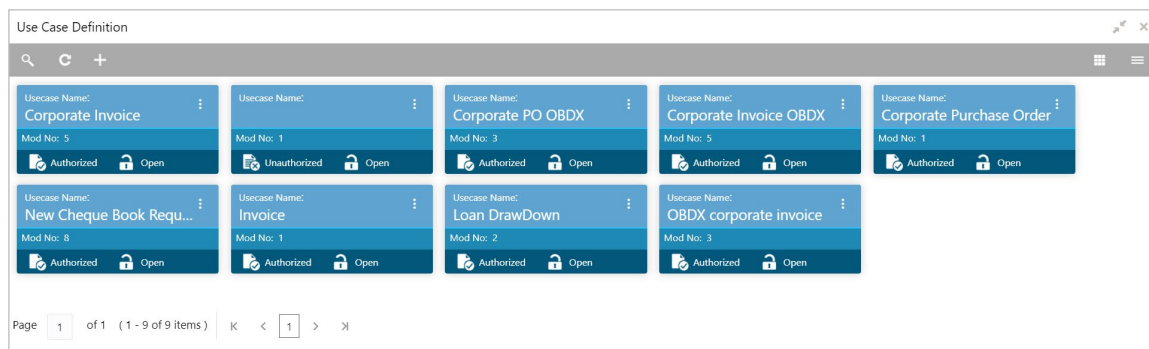 Use Case Definition
Usecase Name:
Corporate Invoice
Mod No: 5
Authorized Open
Usecase Name:
Mod No: 1
Unauthorized Open
Usecase Name:
Corporate PO OBDX
Mod No: 3
Authorized Open
Usecase Name:
Corporate Invoice OBDX
Mod No: 5
Authorized Open
Usecase Name:
Corporate Purchase Order
Mod No: 1
Authorized Open
Usecase Name:
New Cheque Book Requ...
Mod No: 8
Authorized Open
Usecase Name:
Invoice
Mod No: 1
Authorized Open
Usecase Name:
Loan DrawDown
Mod No: 2
Authorized Open
Usecase Name:
OBDX corporate invoice
Mod No: 3
Authorized Open
Page 1 of 1 ( 1 - 9 of 9 items ) 1